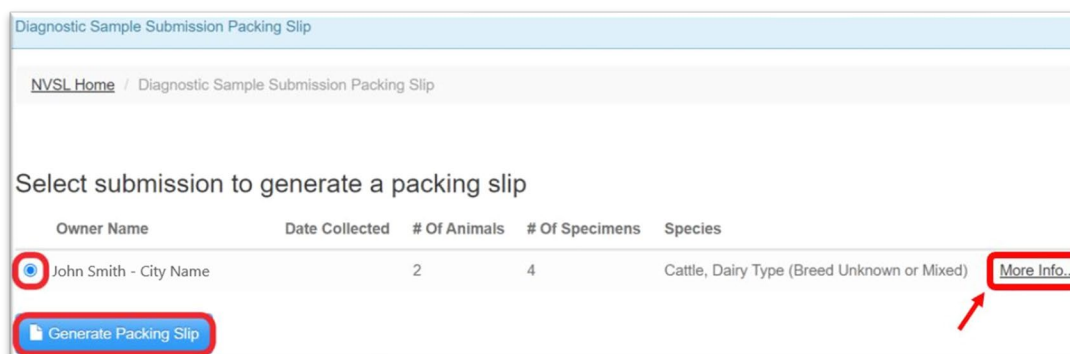 Diagnostic Sample Submission Packing Slip
NVSL Home / Diagnostic Sample Submission Packing Slip
Select submission to generate a packing slip
Owner Name Date Collected # Of Animals # Of Specimens Species
John Smith - City Name 2 4 Cattle, Dairy Type (Breed Unknown or Mixed) More Info..
Generate Packing Slip